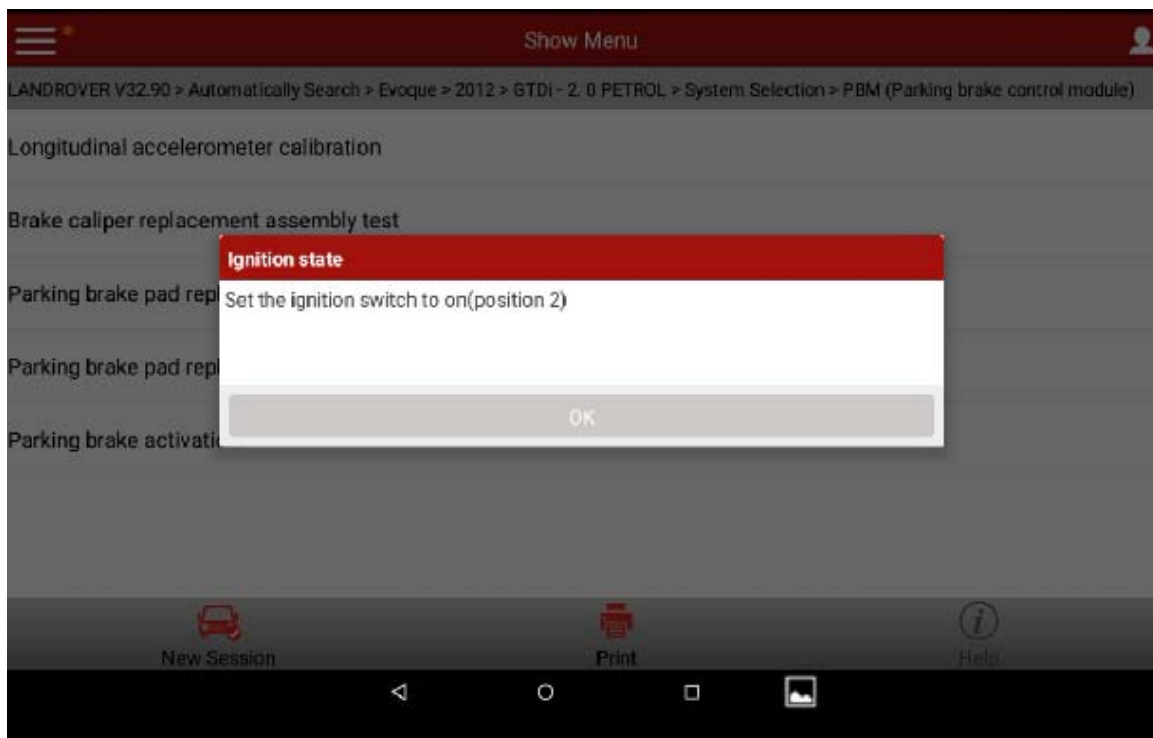 Show Menu
LANDROVER V32.90 > Automatically Search > Evoque > 2012 > GTDi - 2. 0 PETROL > System Selection > PBM (Parking brake control module)
Longitudinal accelerometer calibration
Brake caliper replacement assembly test
Ignition state
Parking brake pad repl
Set the ignition switch to on(position 2)
Parking brake pad repl
OK
Parking brake activati
New Session
Print
Help